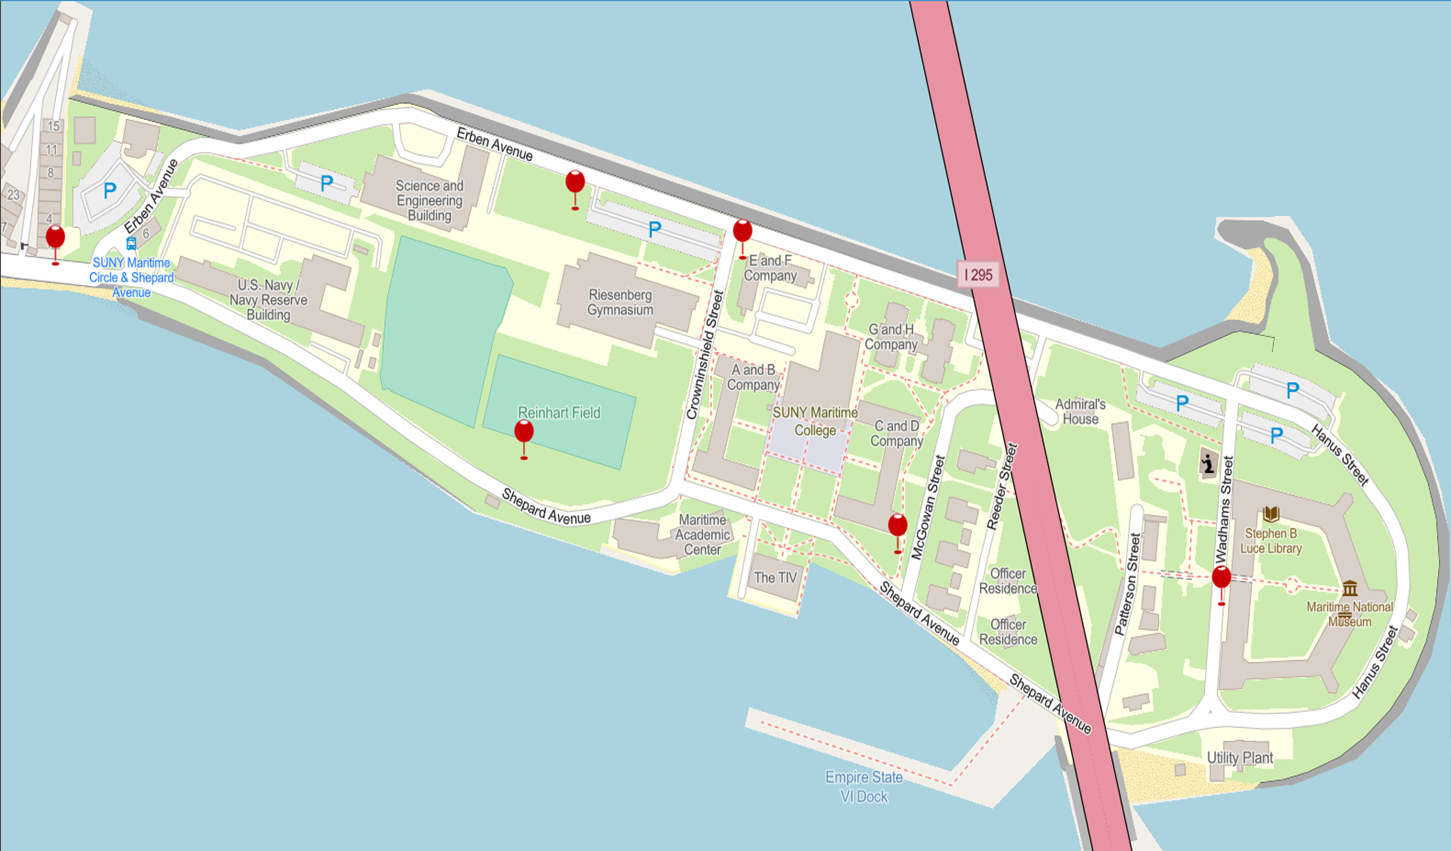 15
11
8
23
4
7
6
P
Erben Avenue
SUNY Maritime
Circle & Shepard
Avenue
P
Erben Avenue
Science and
Engineering
Building
P
U.S. Navy /
Navy Reserve
Building
Riesenberg
Gymnasium
Reinhart Field
Shepard Avenue
Crowninshield Street
E and F
Company
A and B
Company
SUNY Maritime
College
G and H
Company
C and D
Company
Maritime
Academic
Center
The TIV
I 295
McGowan Street
Reeder Street
Admiral's
House
Officer
Residence
Officer
Residence
Shepard Avenue
Shepard Avenue
Empire State
VI Dock
Patterson Street
P
P
P
Hanus Street
Wadhams Street
Stephen B
Luce Library
Maritime National
Museum
Hanus Street
Utility Plant